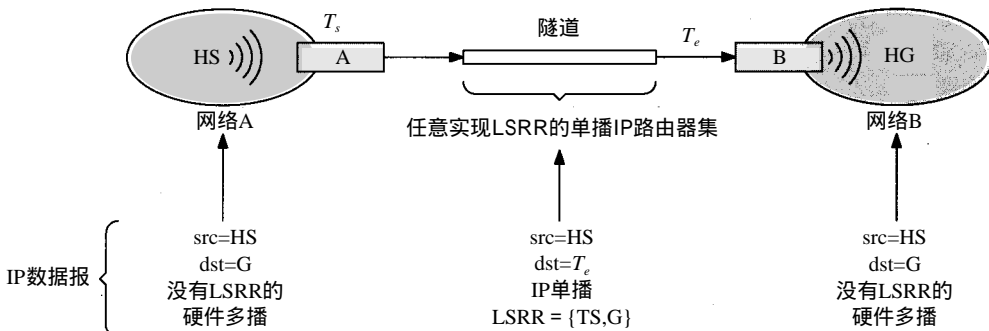 T_s
隧道
T_e
HS
A
B
HG
网络A
任意实现LSRR的单播IP路由器集
网络B
IP数据报
src=HS
dst=G
没有LSRR的
硬件多播
src=HS
dst=T_e
IP单播
LSRR = {TS,G}
src=HS
dst=G
没有LSRR的
硬件多播